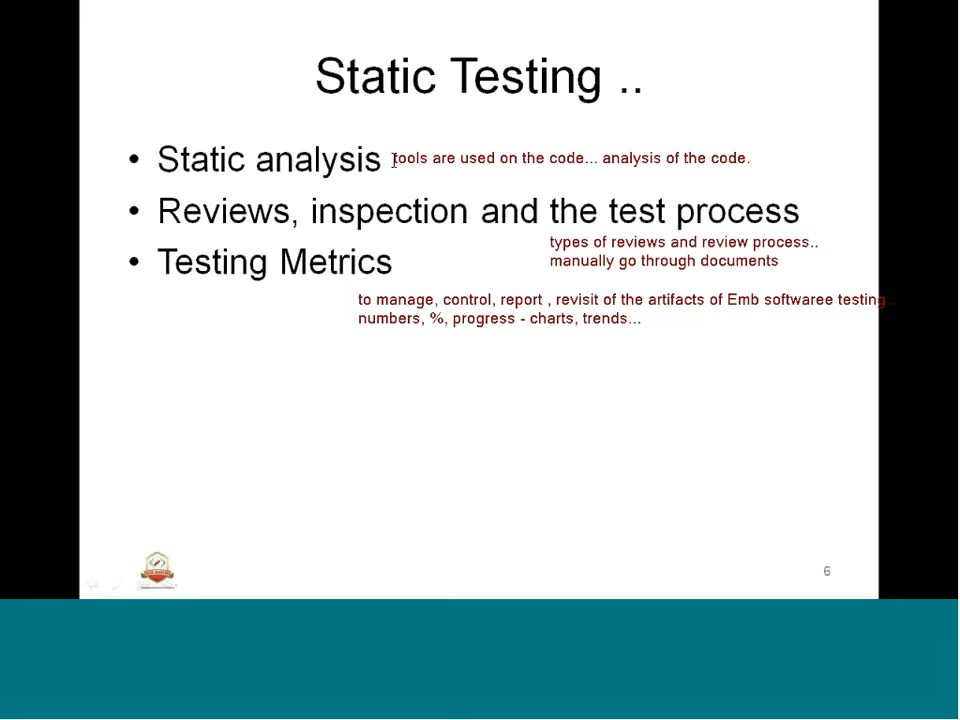 Static Testing ..
• Static analysis tools are used on the code... analysis of the code.
• Reviews, inspection and the test process
types of reviews and review process..
manually go through documents
• Testing Metrics
to manage, control, report , revisit of the artifacts of Emb softwaree testing..
numbers, %, progress - charts, trends...
6